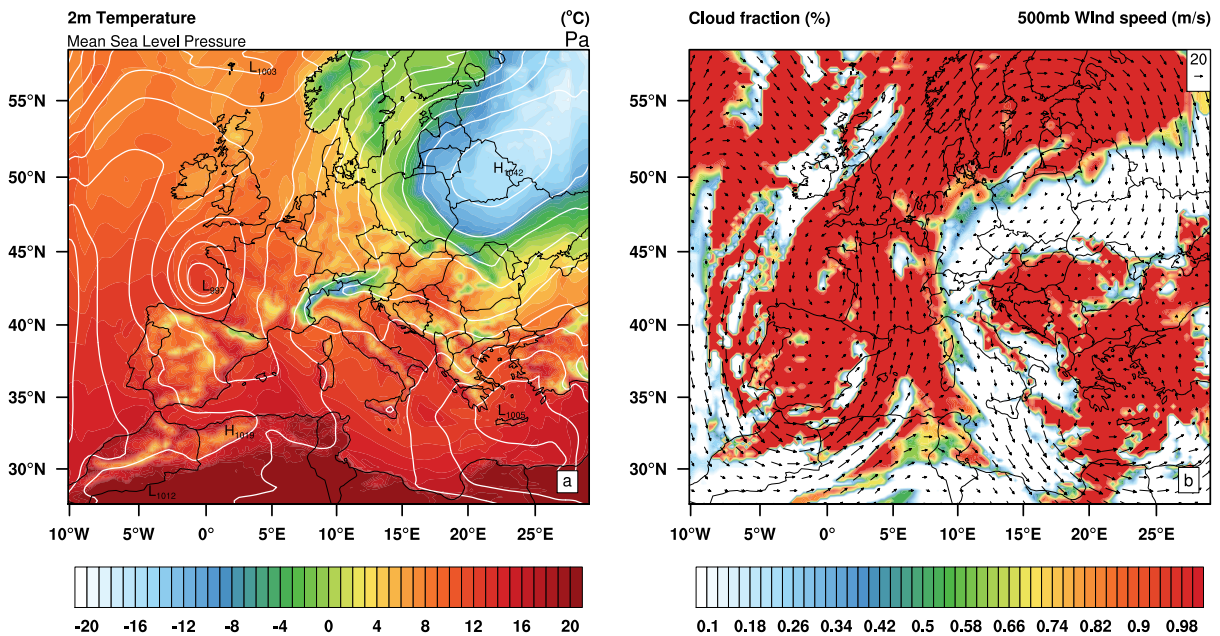 2m Temperature (°C)
Mean Sea Level Pressure Pa
L1003
H1042
L997
L1005
H1019
L1012
a
55°N
50°N
45°N
40°N
35°N
30°N
10°W 5°W 0° 5°E 10°E 15°E 20°E 25°E
-20 -16 -12 -8 -4 0 4 8 12 16 20
Cloud fraction (%) 500mb WInd speed (m/s)
20
b
55°N
50°N
45°N
40°N
35°N
30°N
10°W 5°W 0° 5°E 10°E 15°E 20°E 25°E
0.1 0.18 0.26 0.34 0.42 0.5 0.58 0.66 0.74 0.82 0.9 0.98